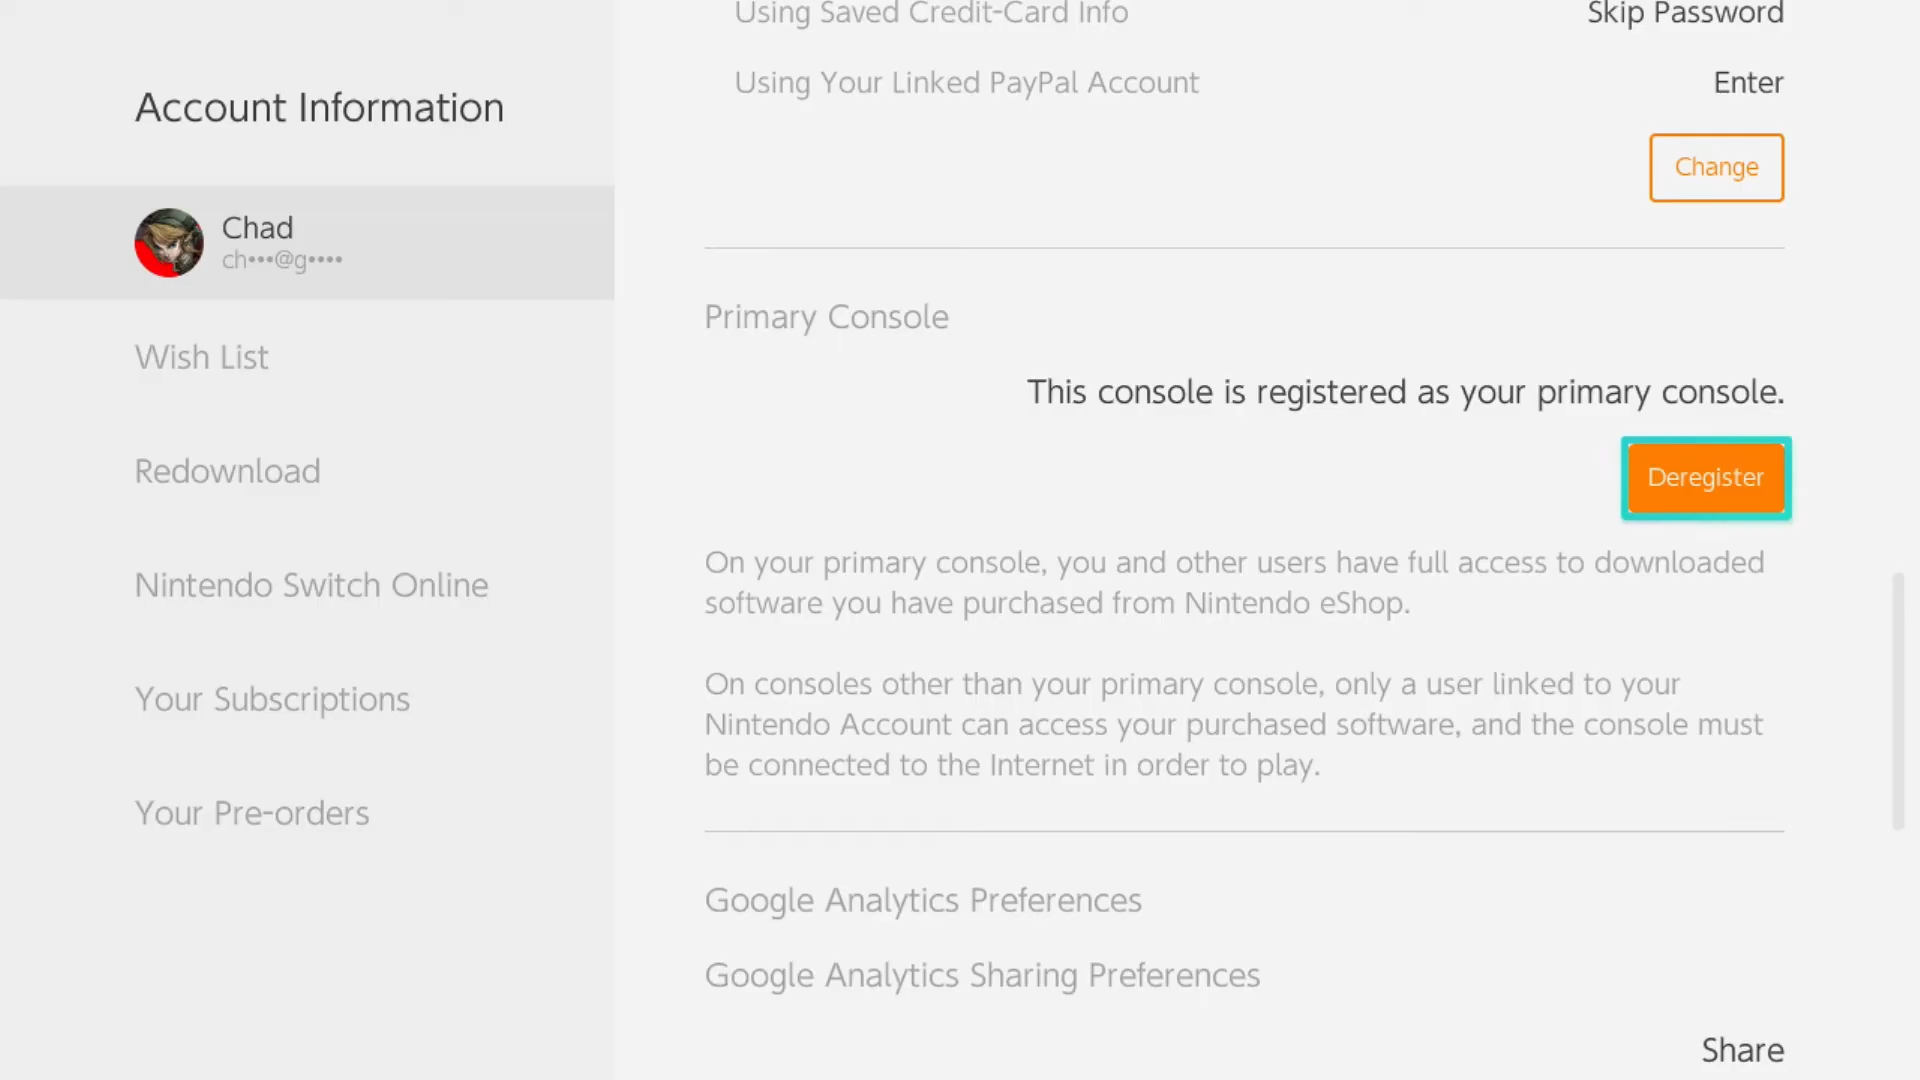 Using Saved Credit-Card Info
Skip Password
Using Your Linked PayPal Account
Enter
Change
Account Information
Chad
ch•••@g••••
Wish List
Redownload
Nintendo Switch Online
Your Subscriptions
Your Pre-orders
Primary Console
This console is registered as your primary console.
Deregister
On your primary console, you and other users have full access to downloaded
software you have purchased from Nintendo eShop.
On consoles other than your primary console, only a user linked to your
Nintendo Account can access your purchased software, and the console must
be connected to the Internet in order to play.
Google Analytics Preferences
Google Analytics Sharing Preferences
Share